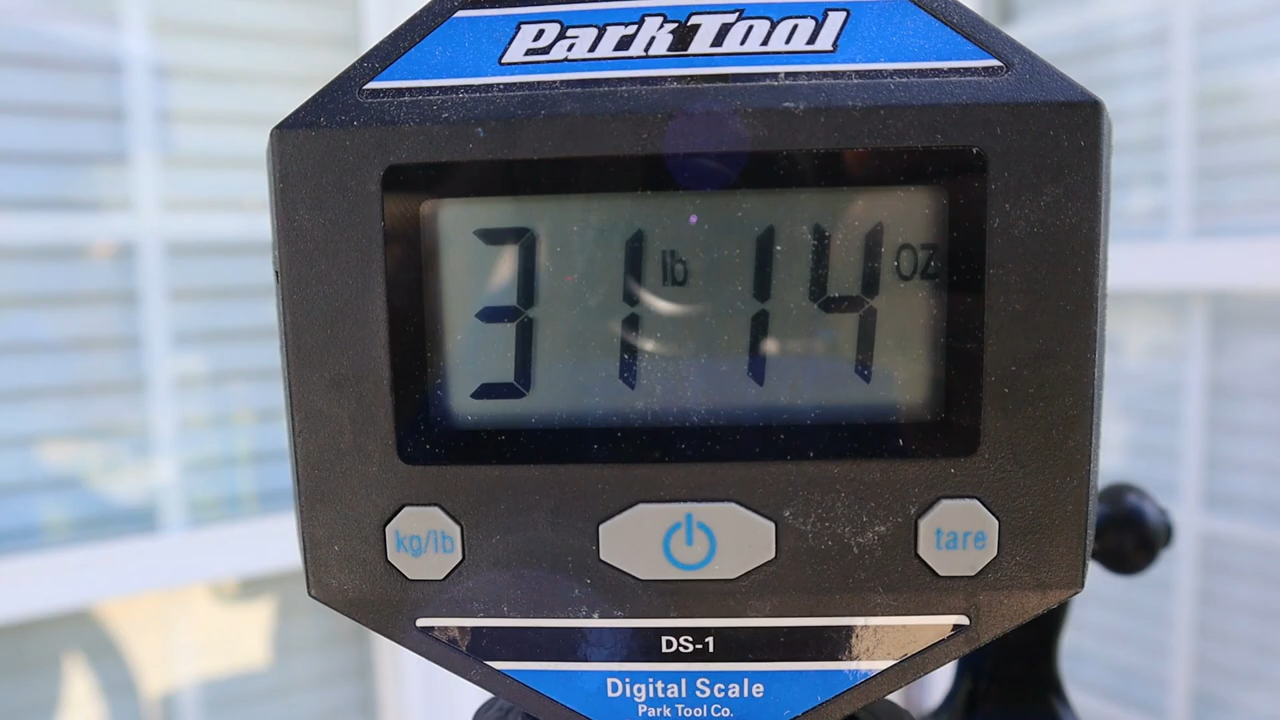 Park Tool
31 lb 14 oz
kg/lb tare
DS-1
Digital Scale
Park Tool Co.